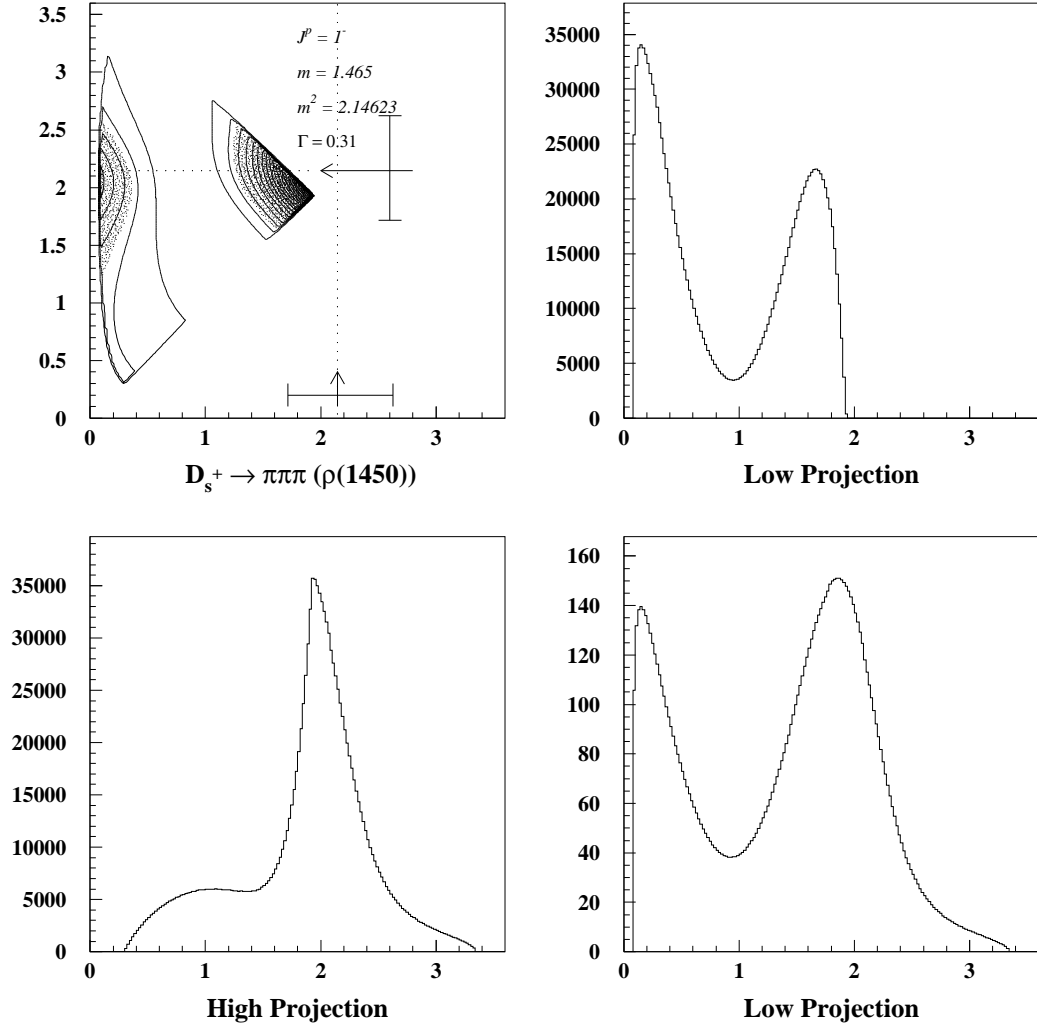 3.5
3
2.5
2
1.5
1
0.5
0
0 1 2 3
J^p = 1^-
m = 1.465
m^2 = 2.14623
Γ = 0.31
D_s^+ → πππ (ρ(1450))
35000
30000
25000
20000
15000
10000
5000
0
0 1 2 3
Low Projection
35000
30000
25000
20000
15000
10000
5000
0
0 1 2 3
High Projection
160
140
120
100
80
60
40
20
0
0 1 2 3
Low Projection